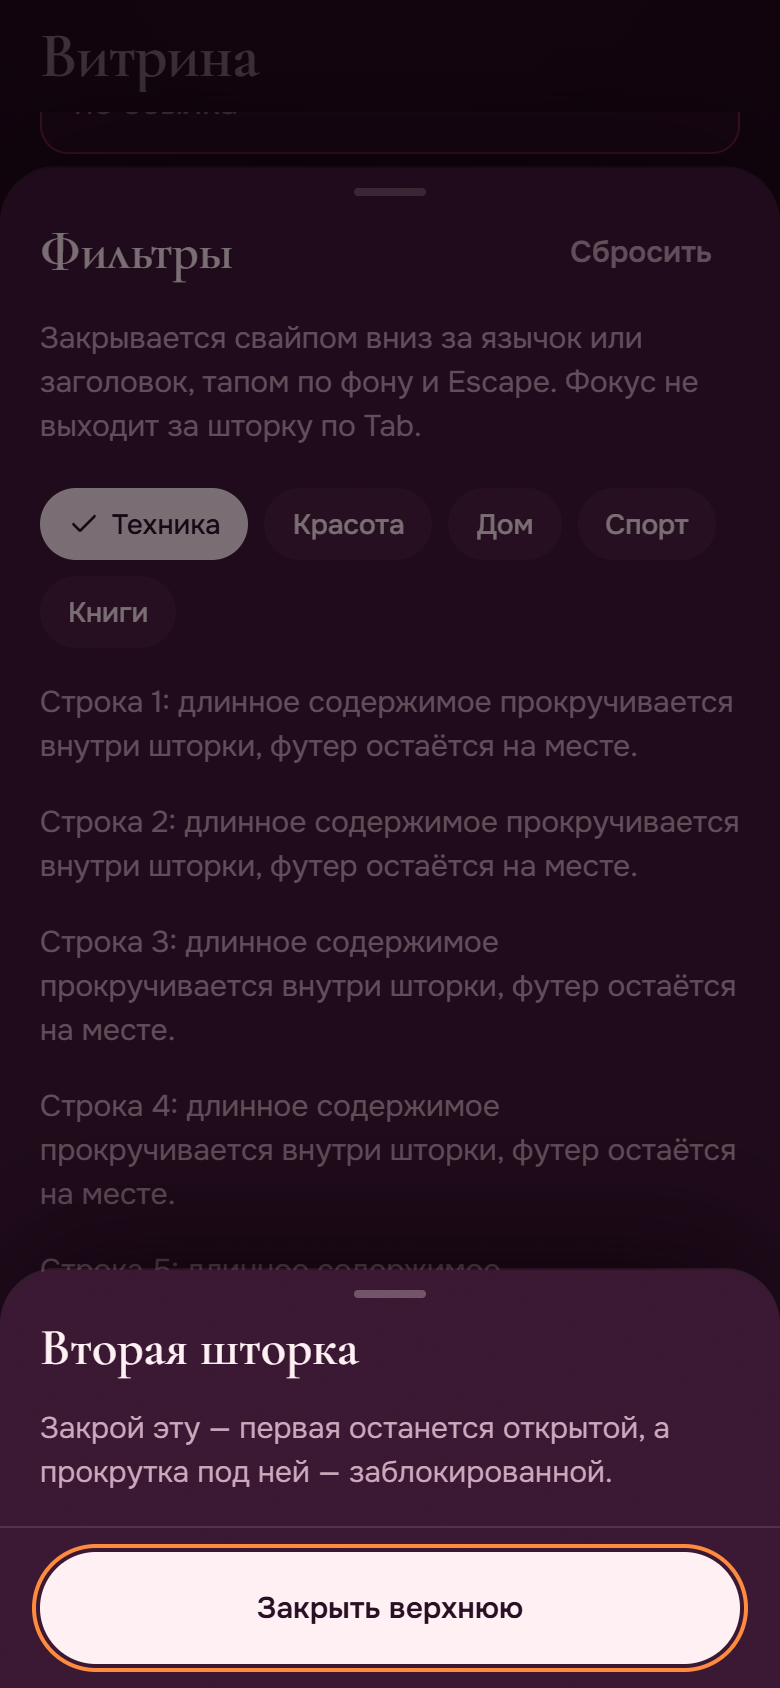 Витрина
Фильтры
Сбросить
Закрывается свайпом вниз за язычок или
заголовок, тапом по фону и Escape. Фокус не
выходит за шторку по Tab.
Техника
Красота
Дом
Спорт
Книги
Строка 1: длинное содержимое прокручивается
внутри шторки, футер остаётся на месте.
Строка 2: длинное содержимое прокручивается
внутри шторки, футер остаётся на месте.
Строка 3: длинное содержимое
прокручивается внутри шторки, футер остаётся
на месте.
Строка 4: длинное содержимое
прокручивается внутри шторки, футер остаётся
на месте.
Строка 5: длинное содержимое
Вторая шторка
Закрой эту — первая останется открытой, а
прокрутка под ней — заблокированной.
Закрыть верхнюю